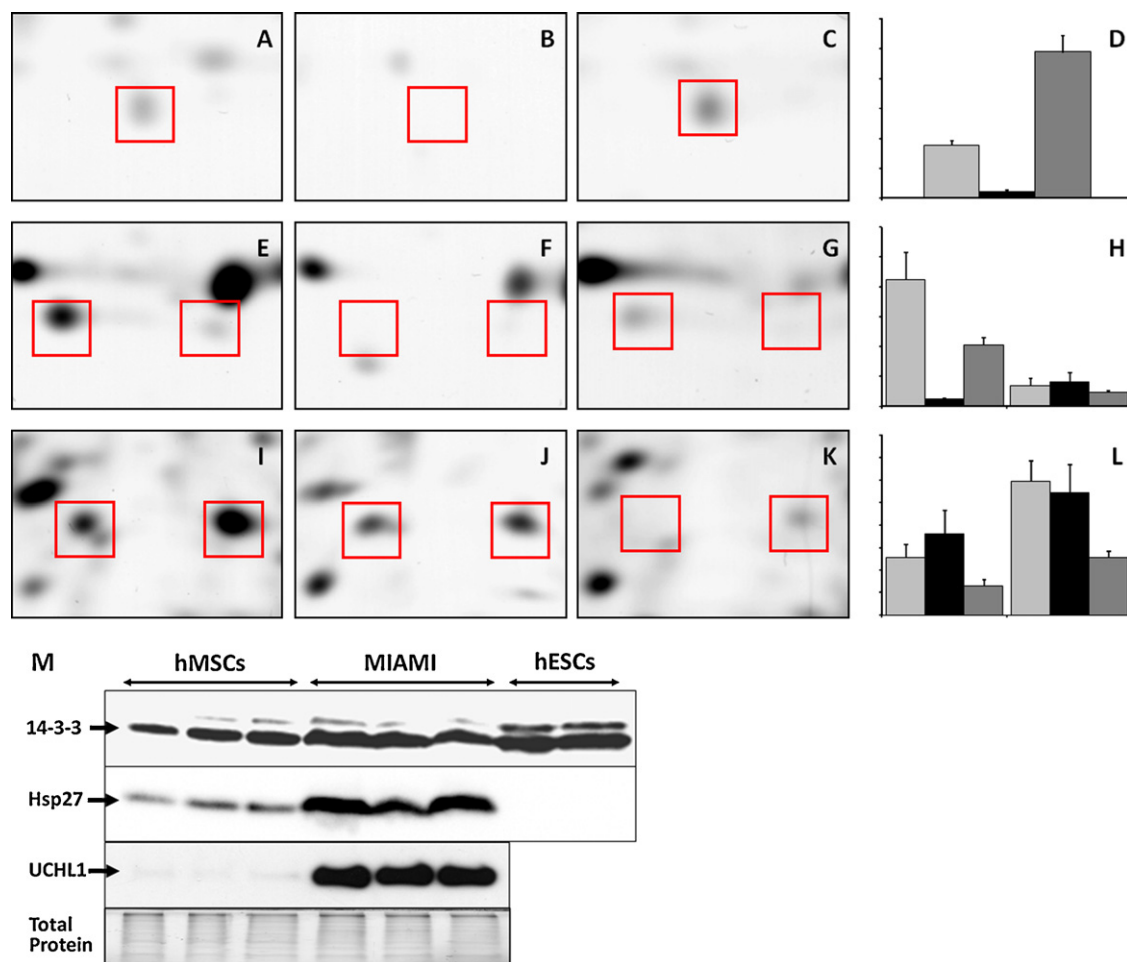 A
B
C
D
E
F
G
H
I
J
K
L
M
hMSCs
MIAMI
hESCs
14-3-3
Hsp27
UCHL1
Total
Protein